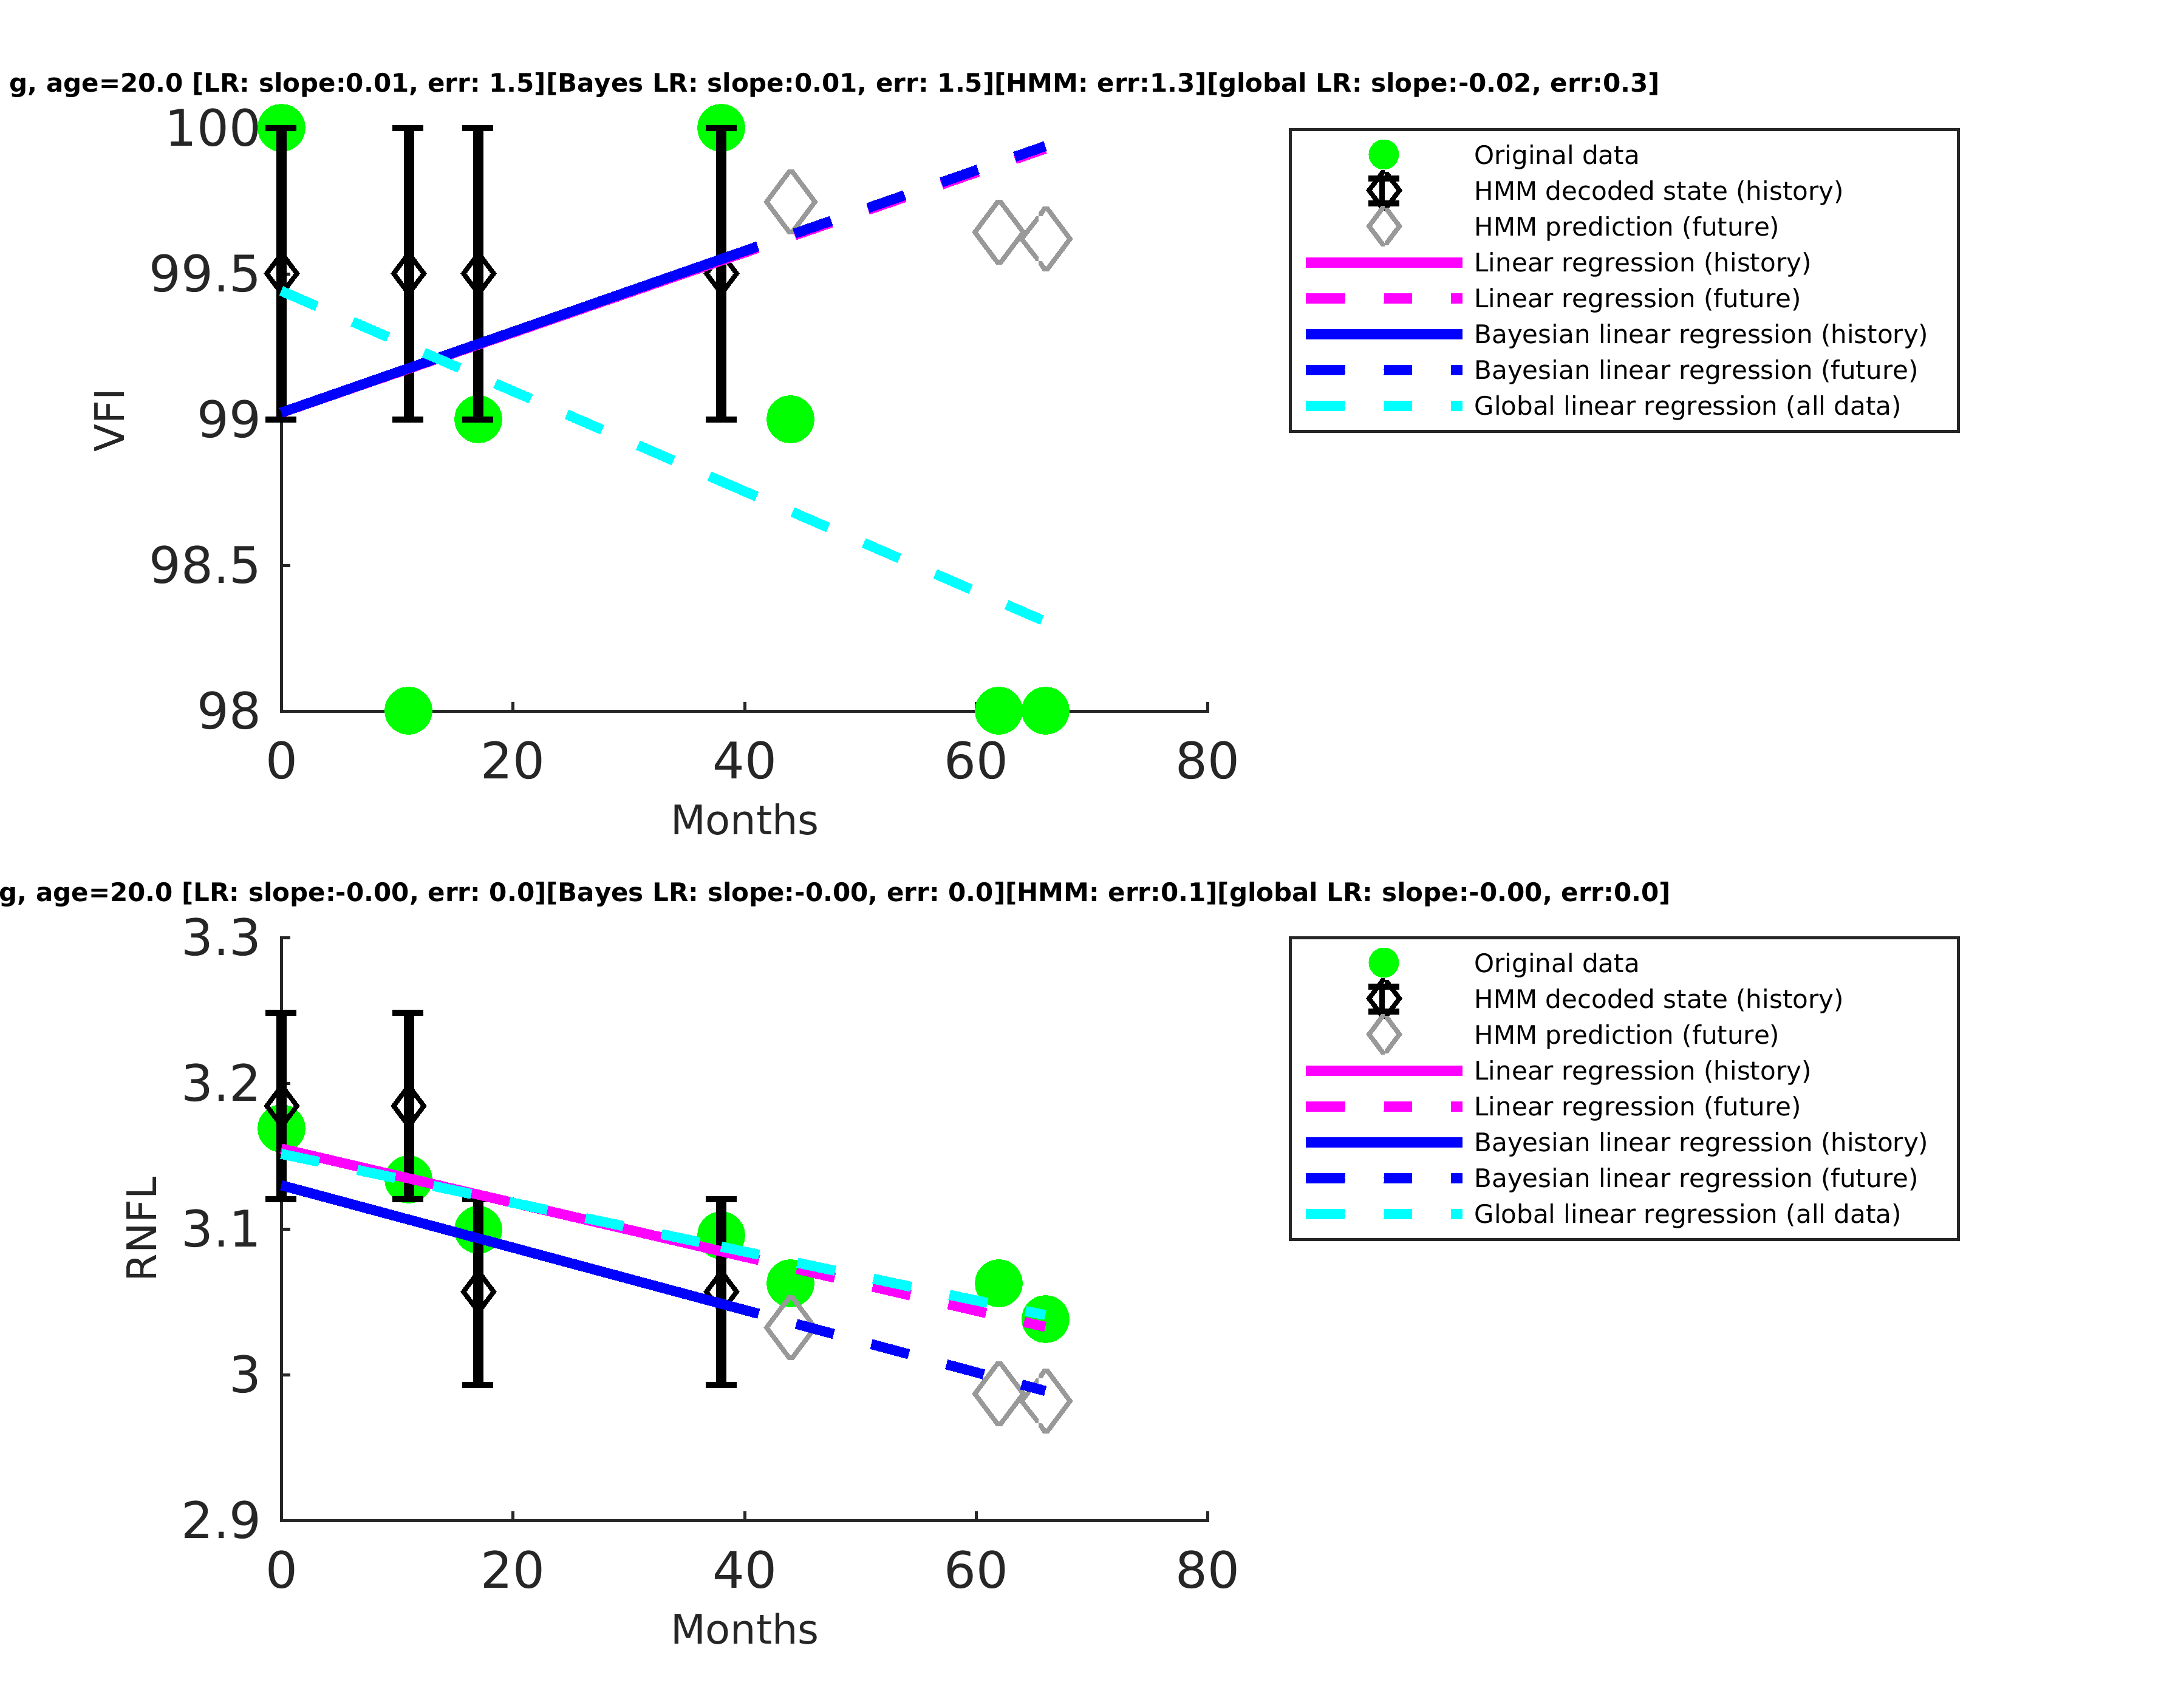 g, age=20.0 [LR: slope:0.01, err: 1.5][Bayes LR: slope:0.01, err: 1.5][HMM: err:1.3][global LR: slope:-0.02, err:0.3]
100
99.5
99
98.5
98
VFI
0 20 40 60 80
Months
Original data
HMM decoded state (history)
HMM prediction (future)
Linear regression (history)
Linear regression (future)
Bayesian linear regression (history)
Bayesian linear regression (future)
Global linear regression (all data)
g, age=20.0 [LR: slope:-0.00, err: 0.0][Bayes LR: slope:-0.00, err: 0.0][HMM: err:0.1][global LR: slope:-0.00, err:0.0]
3.3
3.2
3.1
3
2.9
RNFL
0 20 40 60 80
Months
Original data
HMM decoded state (history)
HMM prediction (future)
Linear regression (history)
Linear regression (future)
Bayesian linear regression (history)
Bayesian linear regression (future)
Global linear regression (all data)